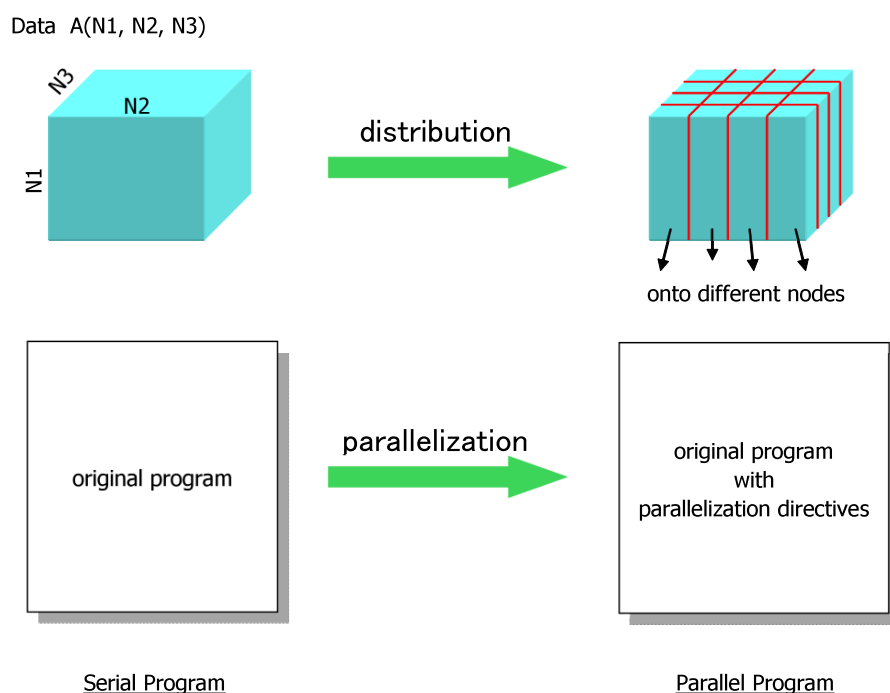 Data A(N1, N2, N3)
N3
N2
N1
distribution
onto different nodes
original program
parallelization
original program
with
parallelization directives
Serial Program
Parallel Program